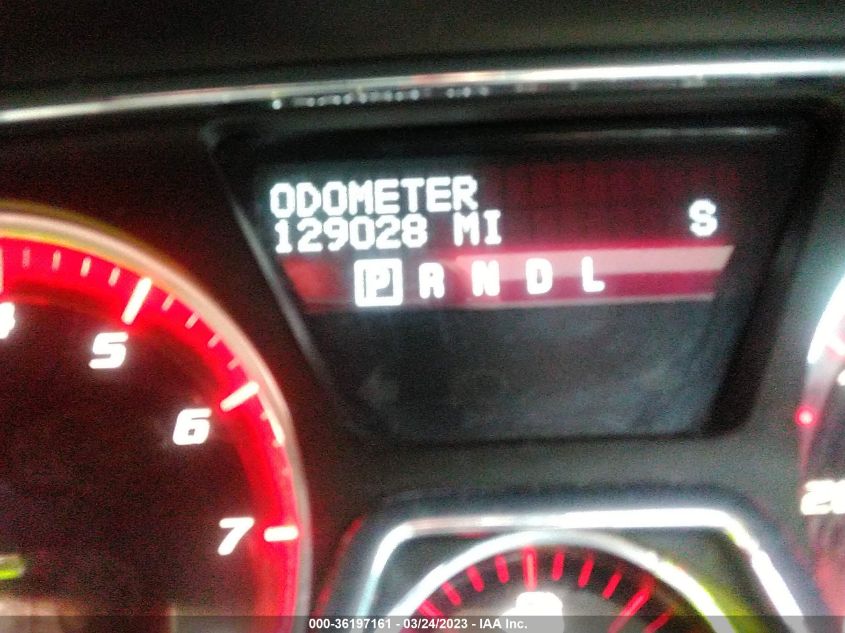 ODOMETER
129028 MI S
P R N D L
5
6
7
000-36197161 - 03/24/2023 - IAA Inc.